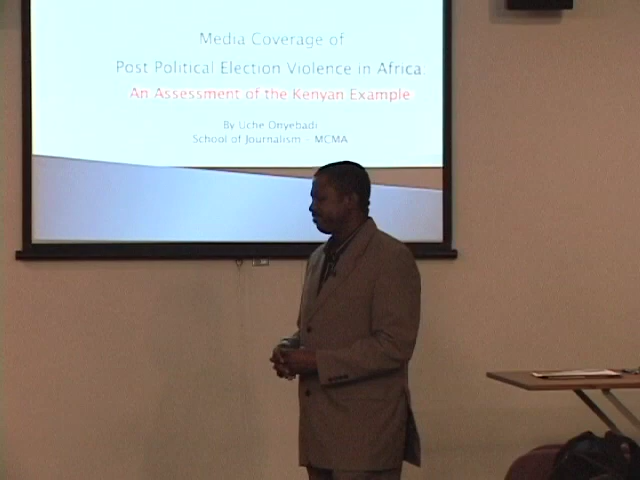 Media Coverage of
Post Political Election Violence in Africa:
An Assessment of the Kenyan Example
By Uche Onyebadi
School of Journalism - MCMA